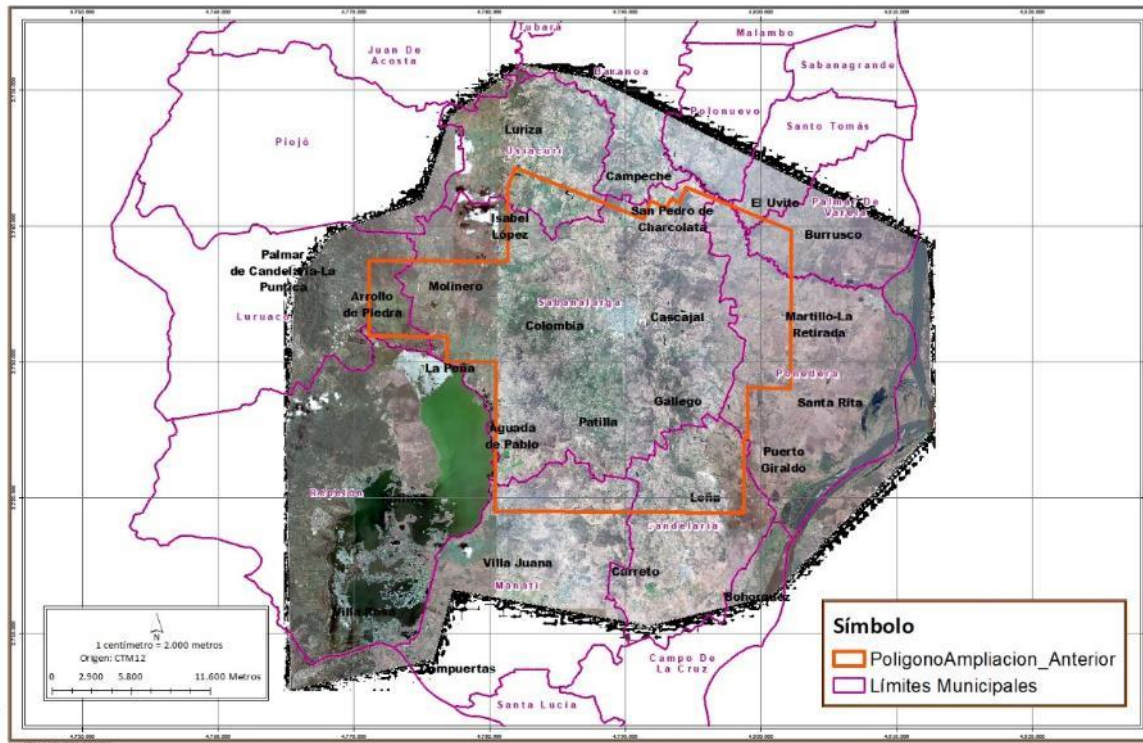 Tubará
Malambo
Juan De
Acosta
Sabanagrande
Baranoa
Polonuevo
Santo Tomás
Luriza
Piojó
Usiacurí
Campeche
El Uvito
Palmar De
Varela
San Pedro de
Charcolata
Isabel
López
Burrusco
Palmar
de Candelaria-La
Puntica
Molinero
Arrollo
de Piedra
Sabanalarga
Luruaco
Colombia
Cascajal
Martillo-La
Retirada
La Peña
Ponedera
Santa Rita
Gallego
Patilla
Aguada
de Pablo
Puerto
Giraldo
Repelón
Leña
Candelaria
Villa Juana
Carreto
Manatí
Bohorquez
Villa Rosa
Compuertas
Campo De
La Cruz
Santa Lucía
N
1 centímetro = 2.000 metros
Origen: CTM12
0 2.900 5.800 11.600 Metros
Símbolo
PoligonoAmpliacion_Anterior
Límites Municipales